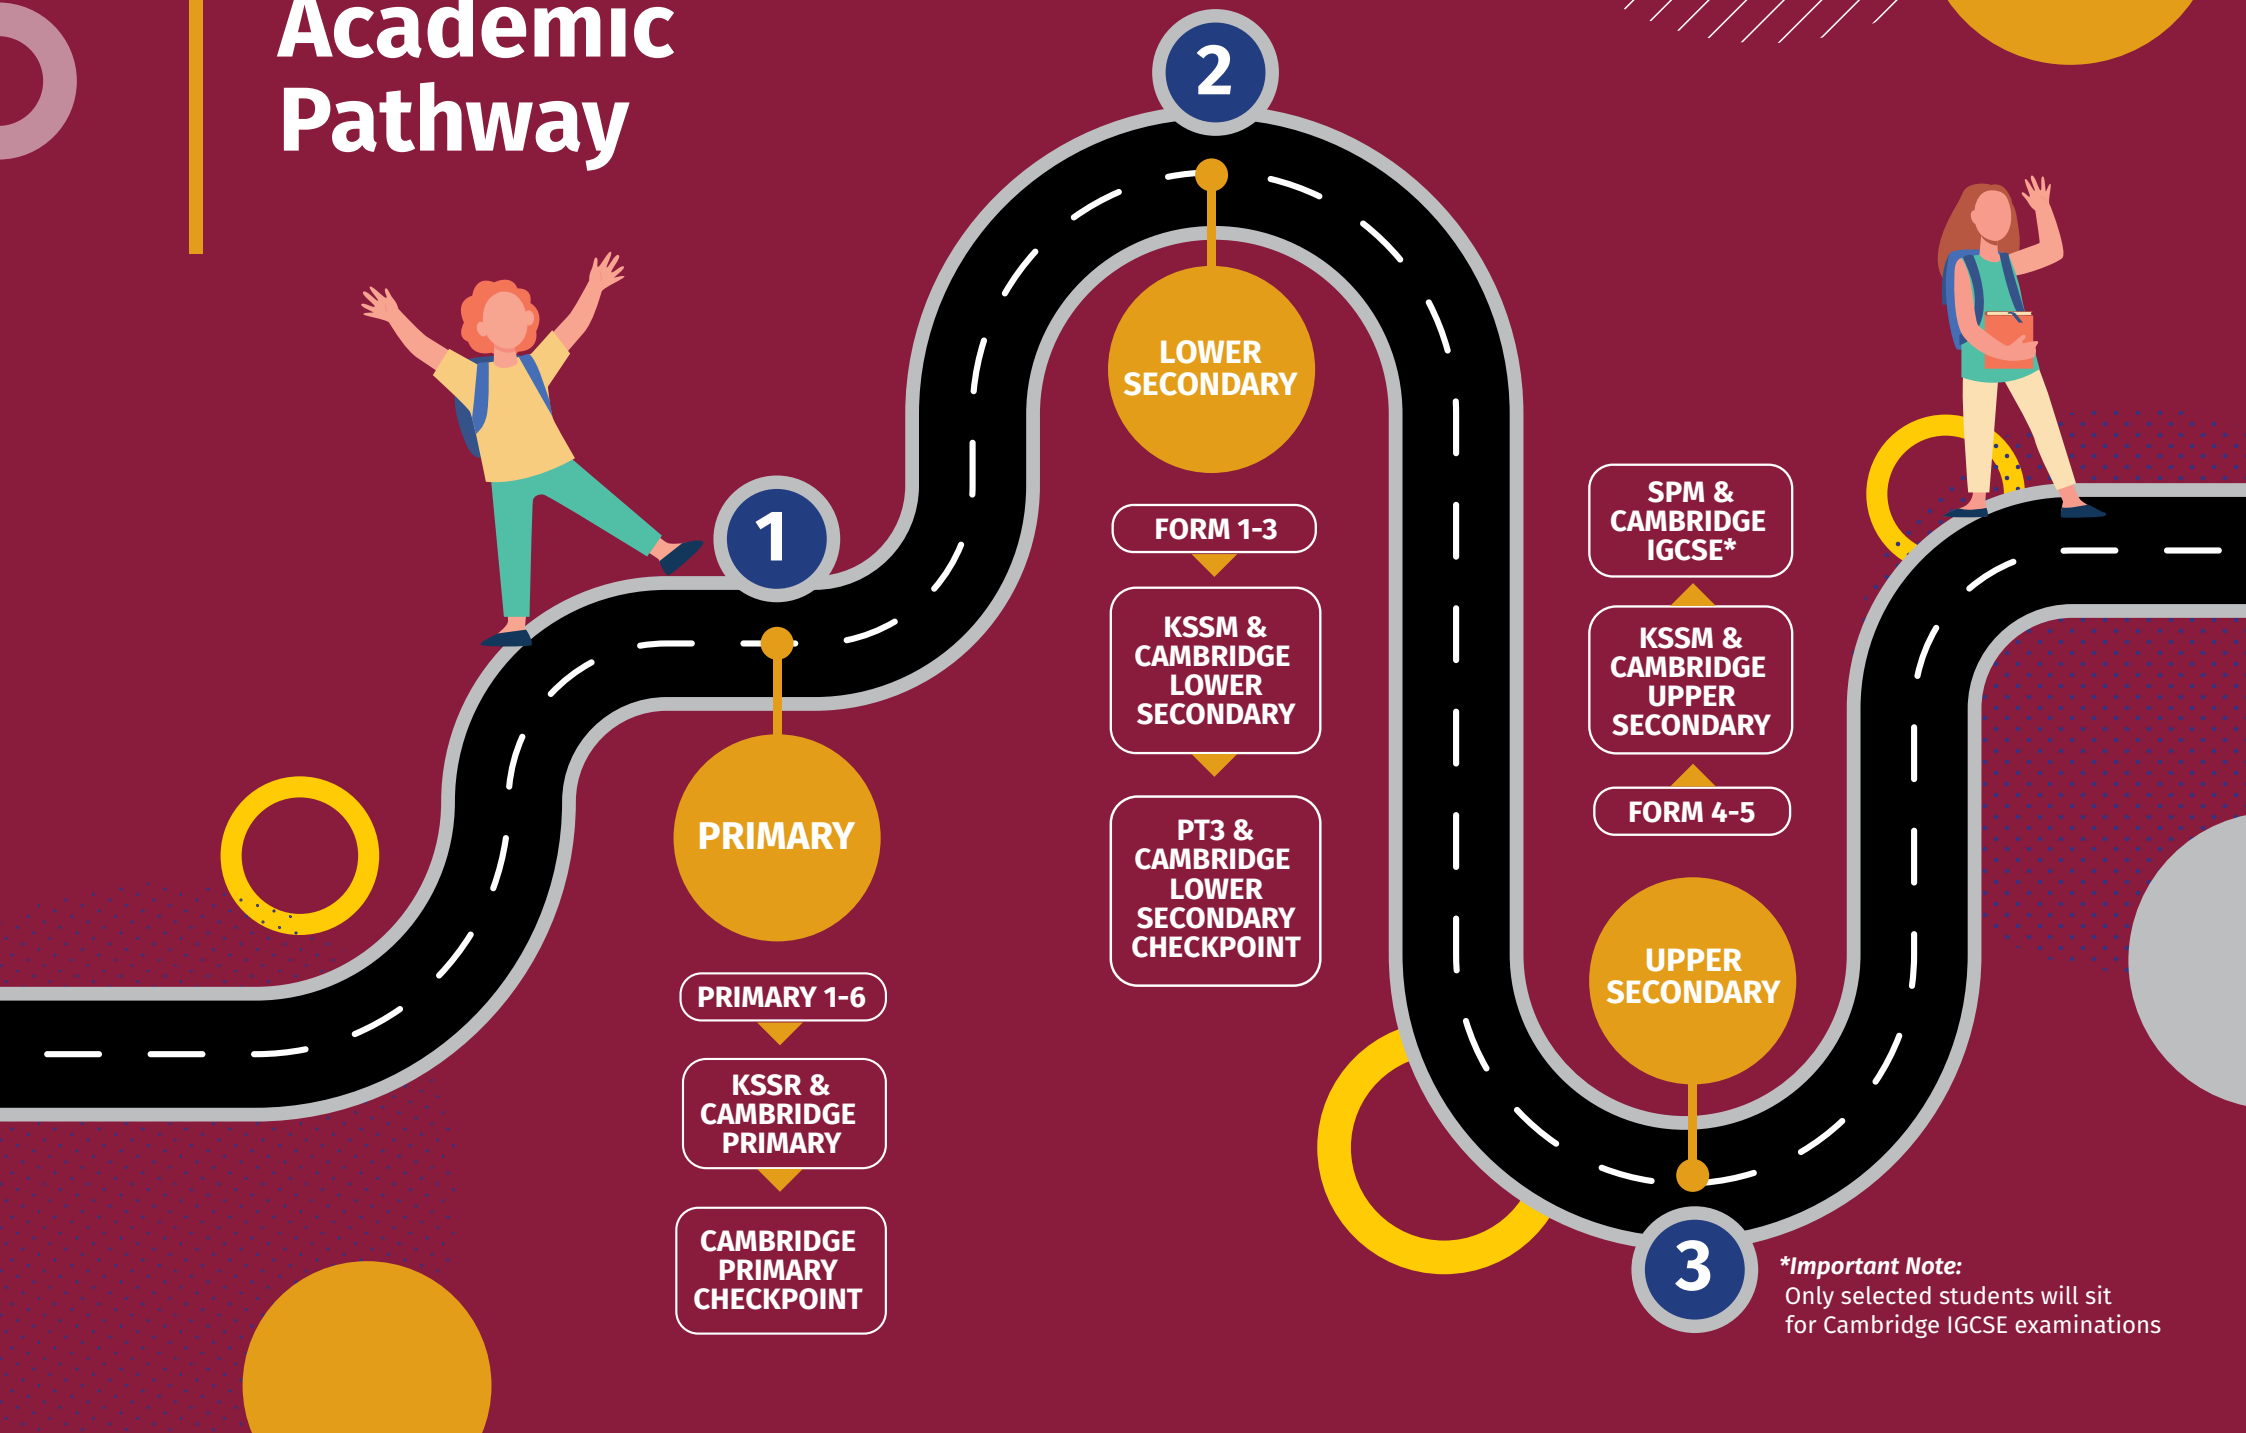 Academic
Pathway
1
PRIMARY
PRIMARY 1-6
KSSR &
CAMBRIDGE
PRIMARY
CAMBRIDGE
PRIMARY
CHECKPOINT
2
LOWER
SECONDARY
FORM 1-3
KSSM &
CAMBRIDGE
LOWER
SECONDARY
PT3 &
CAMBRIDGE
LOWER
SECONDARY
CHECKPOINT
SPM &
CAMBRIDGE
IGCSE*
KSSM &
CAMBRIDGE
UPPER
SECONDARY
FORM 4-5
UPPER
SECONDARY
3
*Important Note:
Only selected students will sit
for Cambridge IGCSE examinations